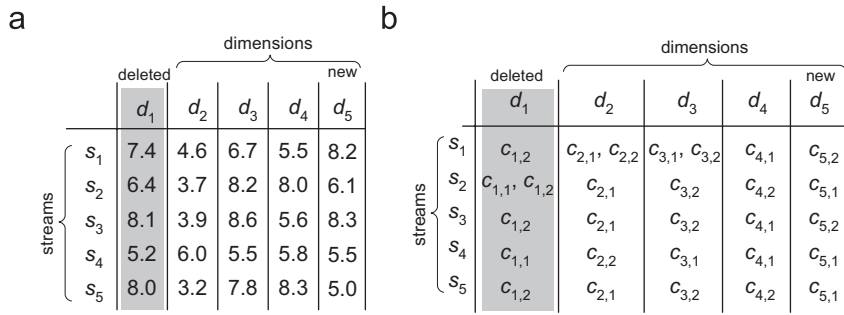 a
dimensions
deleted new
d1 d2 d3 d4 d5
streams
s1 7.4 4.6 6.7 5.5 8.2
s2 6.4 3.7 8.2 8.0 6.1
s3 8.1 3.9 8.6 5.6 8.3
s4 5.2 6.0 5.5 5.8 5.5
s5 8.0 3.2 7.8 8.3 5.0
b
dimensions
deleted new
d1 d2 d3 d4 d5
streams
s1 c1,2 c2,1, c2,2 c3,1, c3,2 c4,1 c5,2
s2 c1,1, c1,2 c2,1 c3,2 c4,2 c5,1
s3 c1,2 c2,1 c3,2 c4,1 c5,2
s4 c1,1 c2,2 c3,1 c4,1 c5,1
s5 c1,2 c2,1 c3,2 c4,2 c5,1